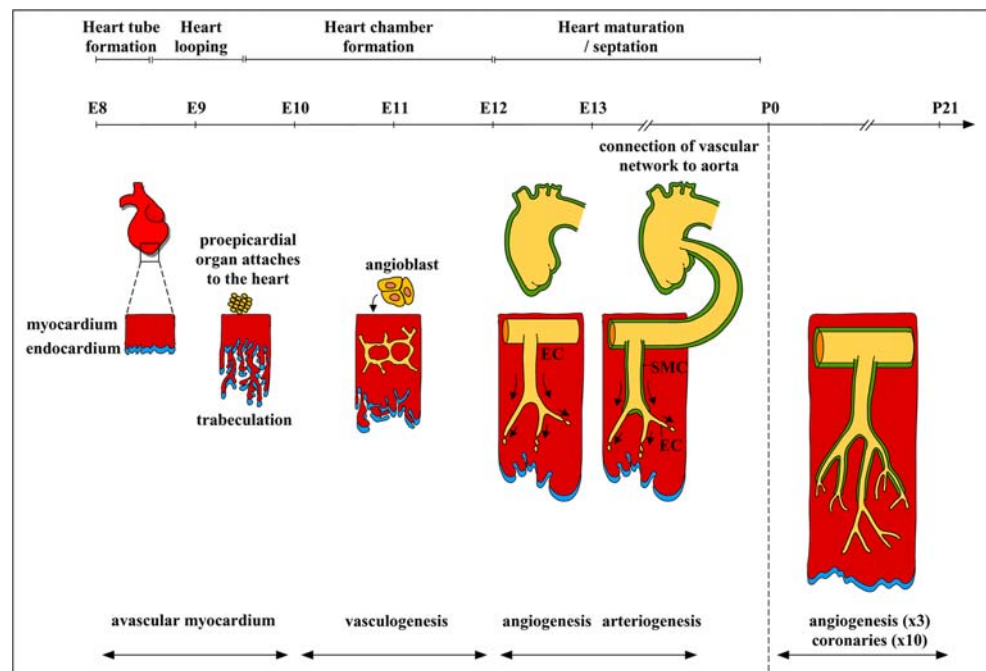 Heart tube
formation
Heart
looping
Heart chamber
formation
Heart maturation
/ septation
E8
E9
E10
E11
E12
E13
P0
P21
connection of vascular
network to aorta
proepicardial
organ attaches
to the heart
angioblast
myocardium
endocardium
EC
SMC
EC
trabeculation
avascular myocardium
vasculogenesis
angiogenesis
arteriogenesis
angiogenesis (x3)
coronaries (x10)